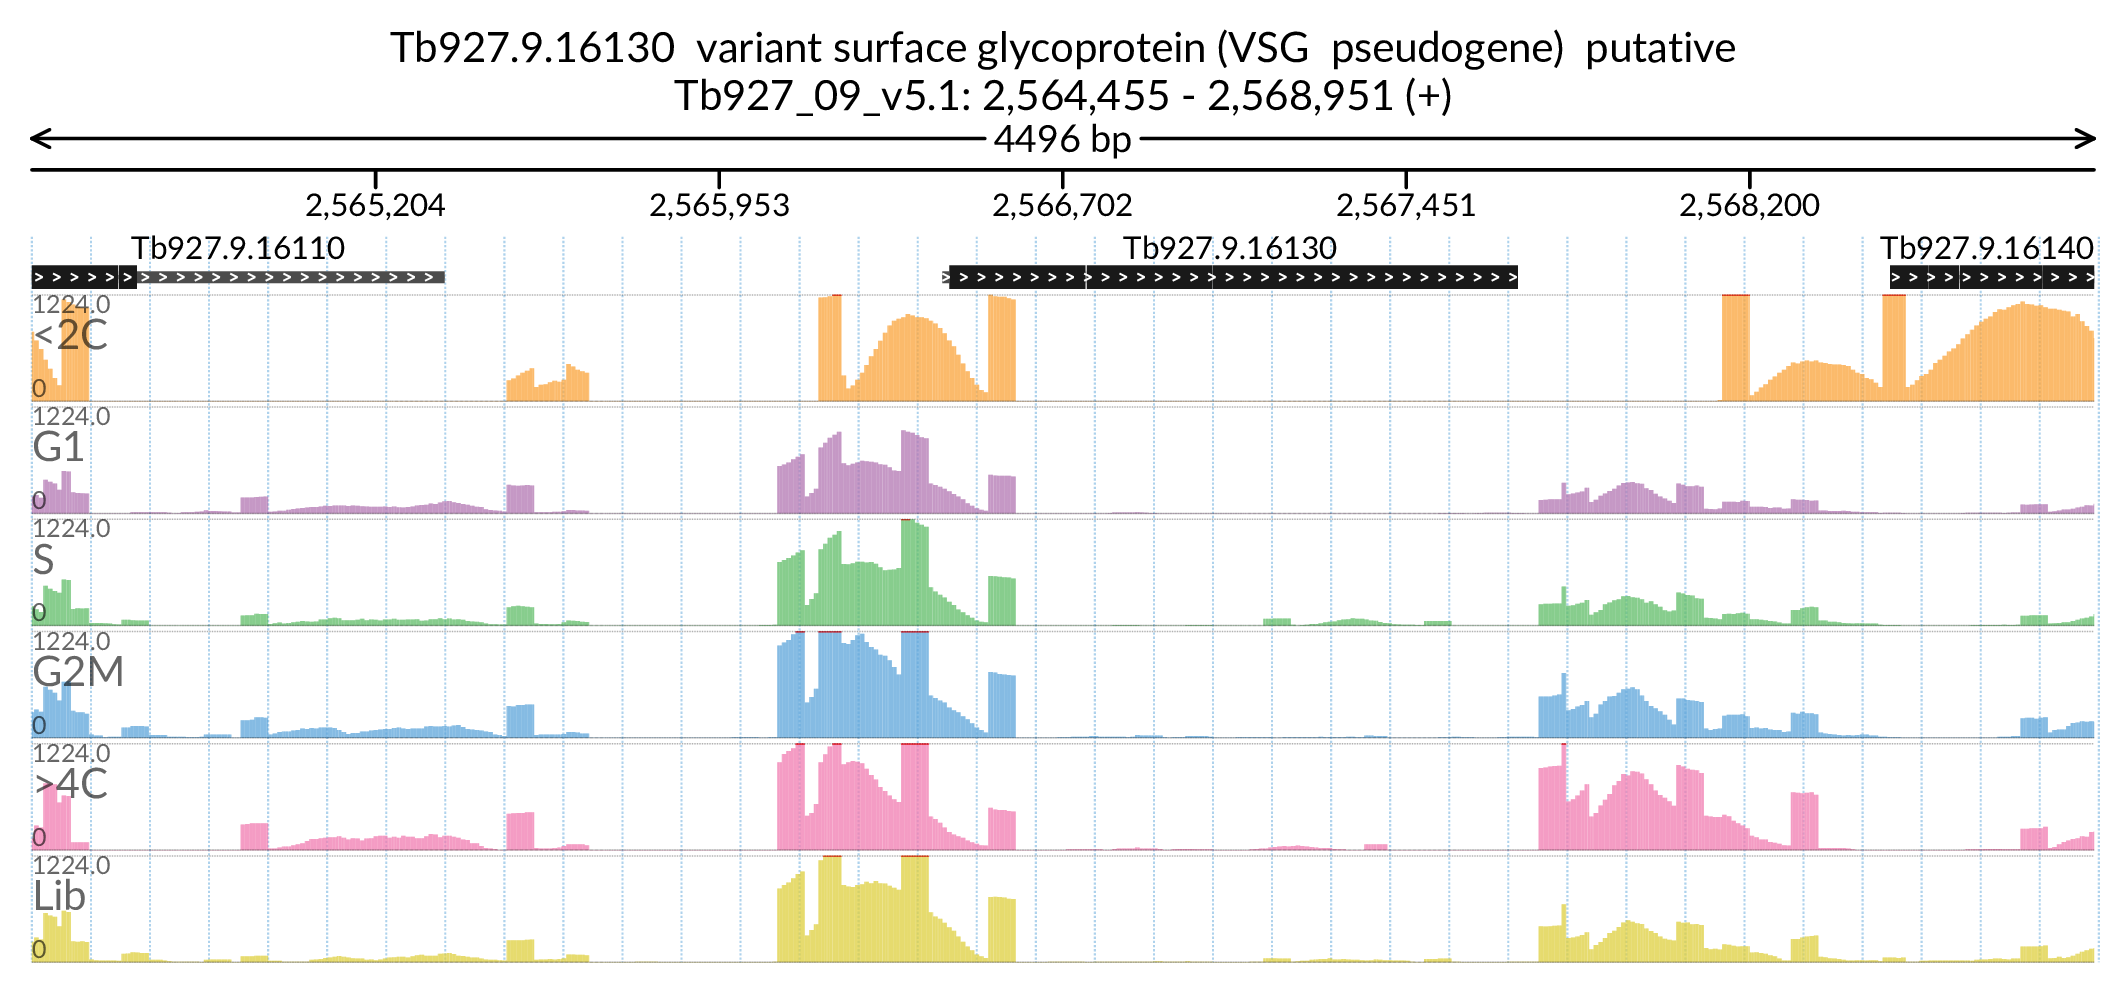 Tb927.9.16130 variant surface glycoprotein (VSG pseudogene) putative
Tb927_09_v5.1: 2,564,455 - 2,568,951 (+)
4496 bp
2,565,204 2,565,953 2,566,702 2,567,451 2,568,200
Tb927.9.16110 Tb927.9.16130 Tb927.9.16140
1224.0
<2C
0
1224.0
G1
0
1224.0
S
0
1224.0
G2M
0
1224.0
>4C
0
1224.0
Lib
0